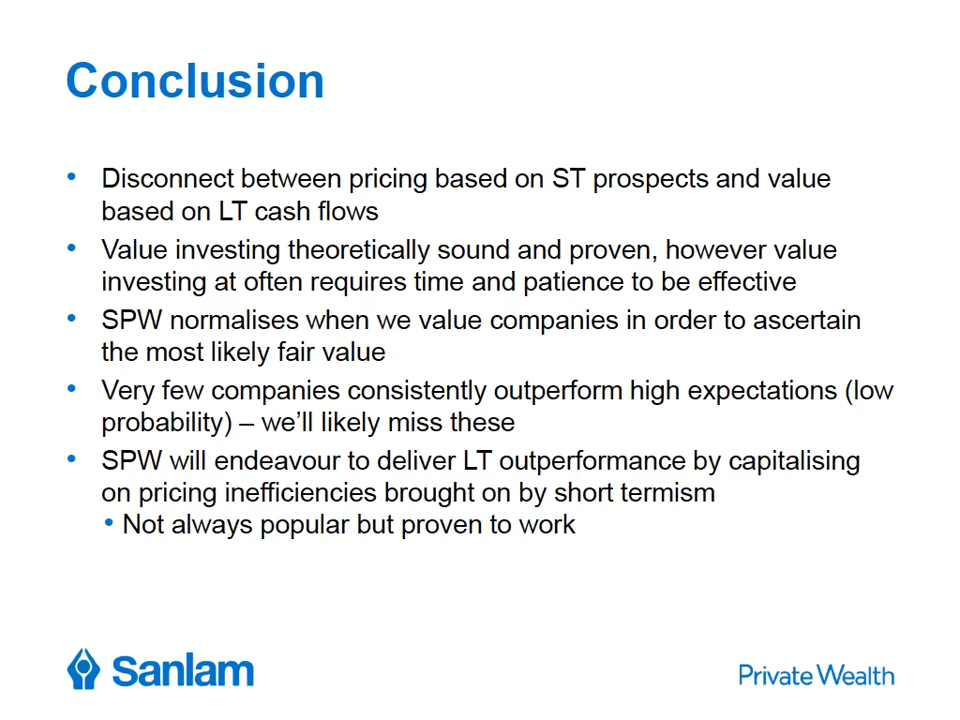 Conclusion
• Disconnect between pricing based on ST prospects and value
based on LT cash flows
• Value investing theoretically sound and proven, however value
investing at often requires time and patience to be effective
• SPW normalises when we value companies in order to ascertain
the most likely fair value
• Very few companies consistently outperform high expectations (low
probability) – we’ll likely miss these
• SPW will endeavour to deliver LT outperformance by capitalising
on pricing inefficiencies brought on by short termism
• Not always popular but proven to work
Sanlam
Private Wealth